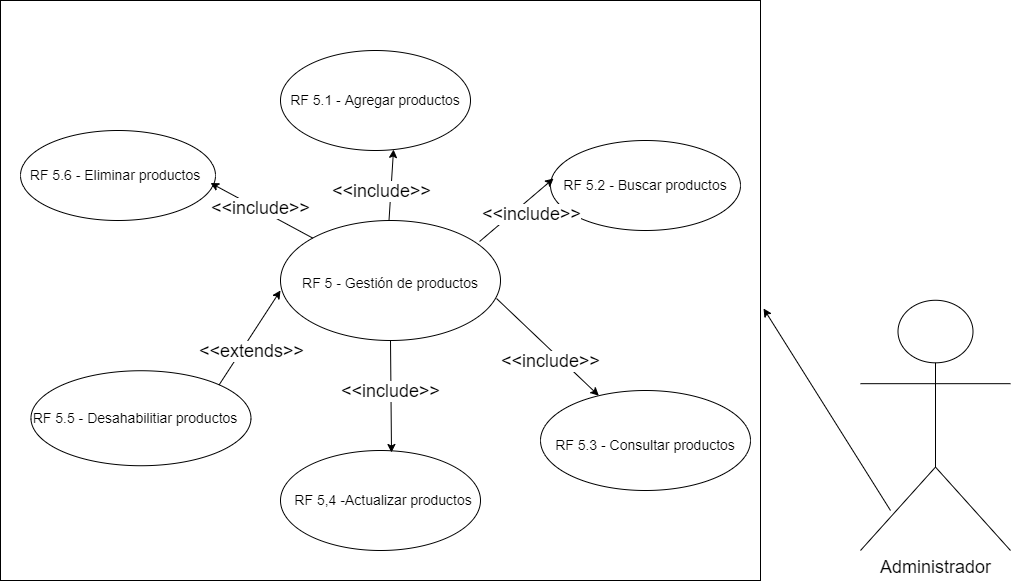 RF 5.1 - Agregar productos
RF 5.6 - Eliminar productos
RF 5.2 - Buscar productos
<<include>>
<<include>>
<<include>>
RF 5 - Gestión de productos
<<extends>>
<<include>>
<<include>>
RF 5.5 - Desahabilitiar productos
RF 5.3 - Consultar productos
RF 5,4 -Actualizar productos
Administrador